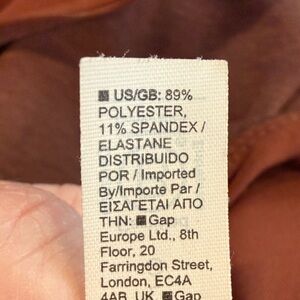 US/GB: 89%
POLYESTER,
11% SPANDEX /
ELASTANE
DISTRIBUIDO
POR / Imported
By/Importe Par /
ΕΙΣΑΓΕΤΑΙ ΑΠΟ
ΤΗΝ: Gap
Europe Ltd., 8th
Floor, 20
Farringdon Street,
London, EC4A
4AB, UK Gap